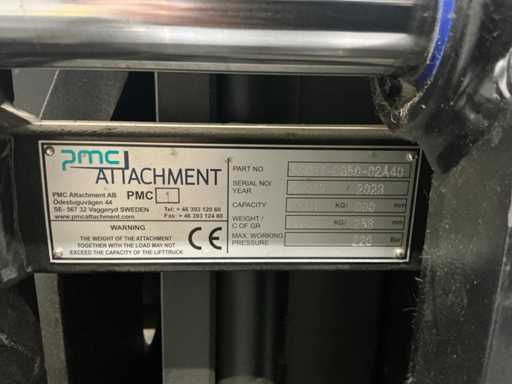 pmc
ATTACHMENT
PMC 1
PMC Attachment AB
Ödestuguvägen 44
SE- 567 32 Vaggeryd SWEDEN
www.pmcattachment.com
Tel: + 46 393 120 60
Fax: + 46 393 124 80
WARNING
THE WEIGHT OF THE ATTACHMENT
TOGETHER WITH THE LOAD MAY NOT
EXCEED THE CAPACITY OF THE LIFTTRUCK.
CE
PART NO
SERIAL NO/
YEAR / 2023
CAPACITY KG/ mm
WEIGHT /
C OF GR KG/
MAX. WORKING
PRESSURE Bar